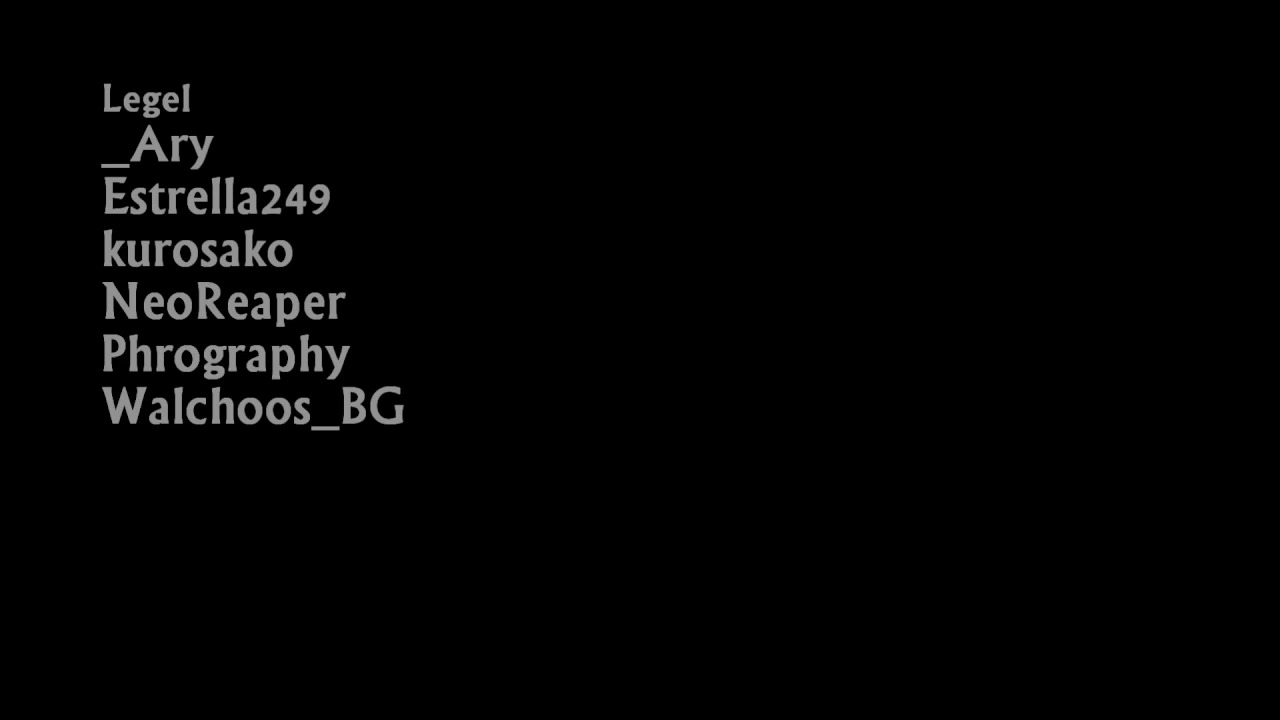 Legel
_Ary
Estrella249
kurosako
NeoReaper
Phrography
Walchoos_BG